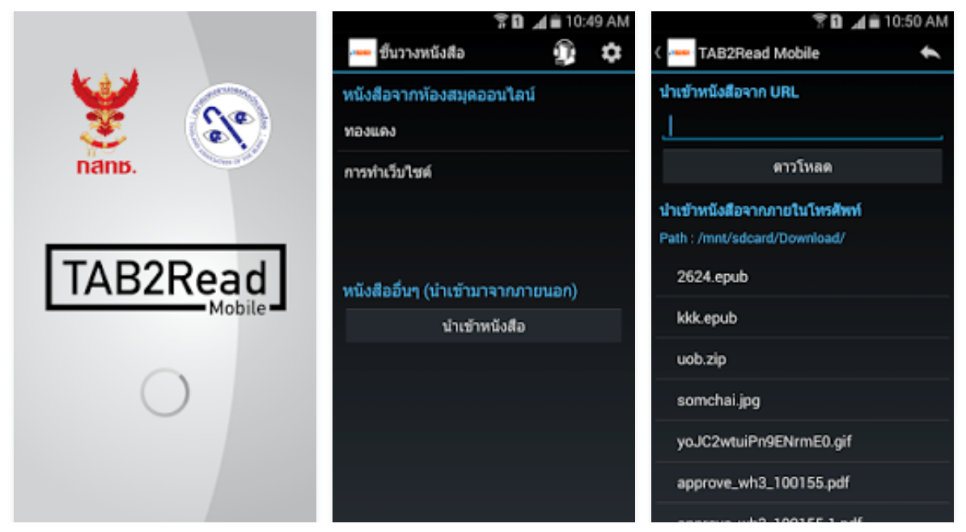 กสทช.
TAB2Read
Mobile
10:49 AM
ชั้นวางหนังสือ
หนังสือจากห้องสมุดออนไลน์
ทองแดง
การทำเว็บไซต์
หนังสืออื่นๆ (นำเข้ามาจากภายนอก)
นำเข้าหนังสือ
10:50 AM
TAB2Read Mobile
นำเข้าหนังสือจาก URL
ดาวโหลด
นำเข้าหนังสือจากภายในโทรศัพท์
Path : /mnt/sdcard/Download/
2624.epub
kkk.epub
uob.zip
somchai.jpg
yoJC2wtuiPn9ENrmE0.gif
approve_wh3_100155.pdf